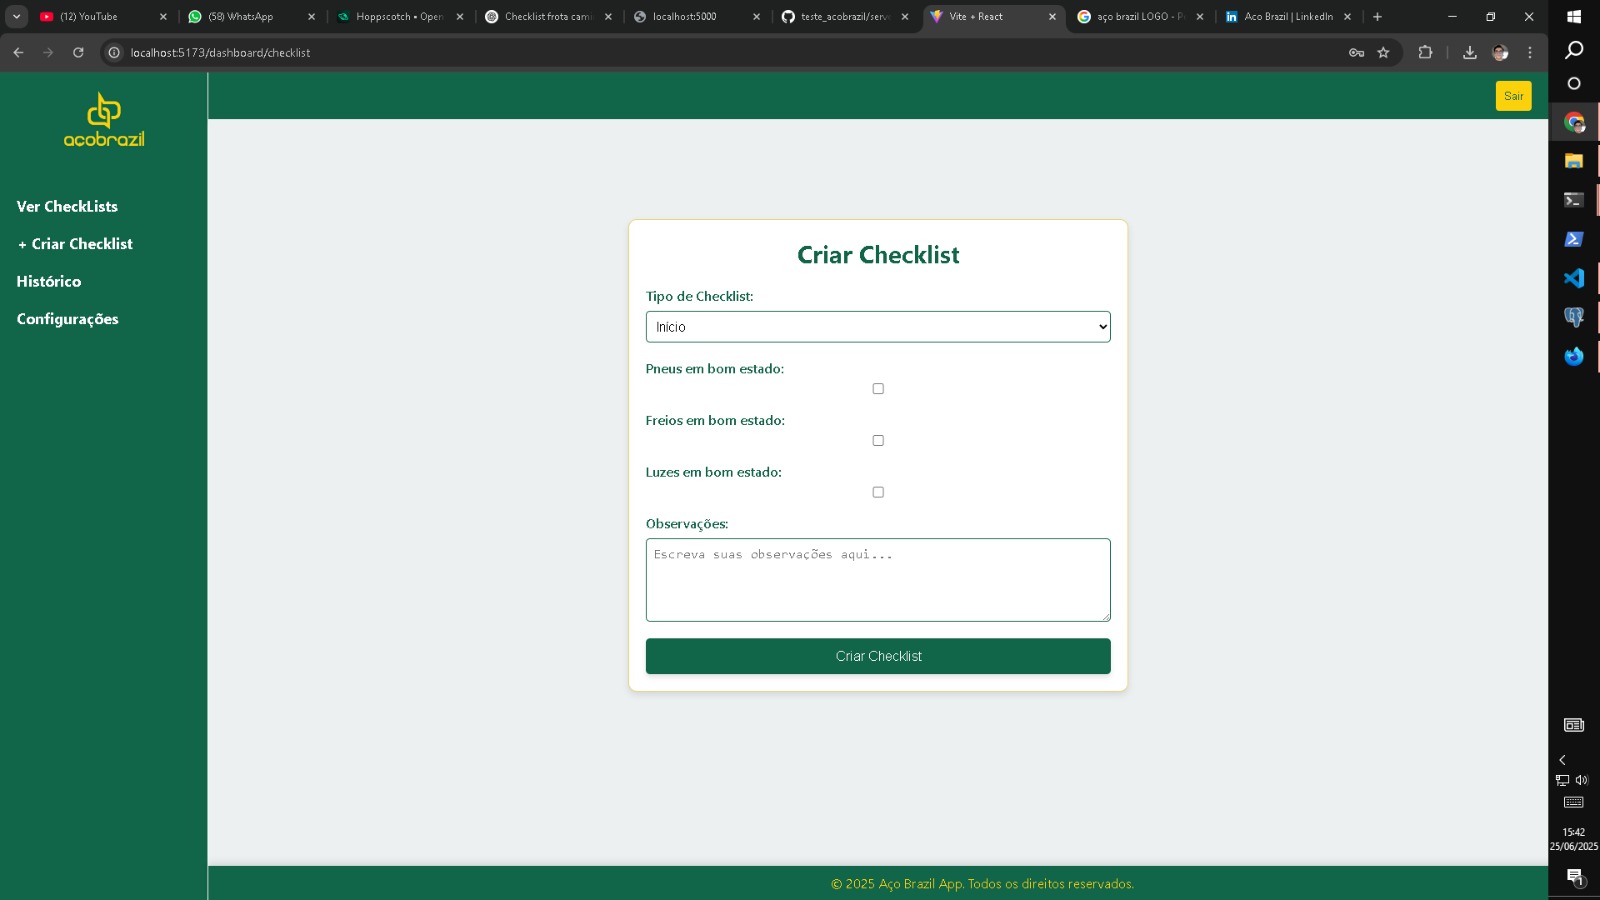 (12) YouTube
(58) WhatsApp
Hoppscotch • Open
Checklist frota cami
localhost:5000
teste_acobrazil/serve
Vite + React
aço brazil LOGO - P
Aco Brazil | LinkedIn
localhost:5173/dashboard/checklist
acobrazil
Sair
Ver CheckLists
+ Criar Checklist
Histórico
Configurações
Criar Checklist
Tipo de Checklist:
Início
Pneus em bom estado:
Freios em bom estado:
Luzes em bom estado:
Observações:
Escreva suas observações aqui...
Criar Checklist
© 2025 Aço Brazil App. Todos os direitos reservados.
15:42
25/06/2025
1